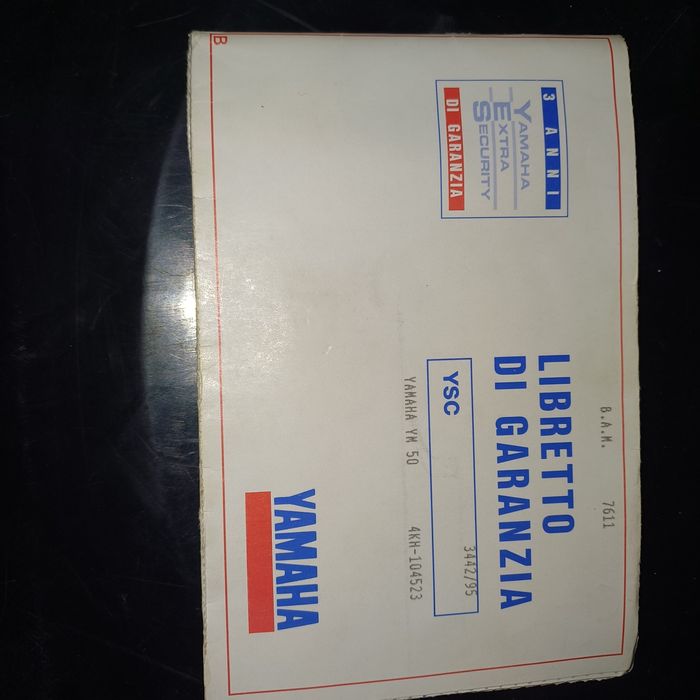 3 ANNI
YAMAHA
EXTRA
SECURITY
DI GARANZIA
B.A.M. 7611
LIBRETTO
DI GARANZIA
3442/95
YSC
YAMAHA YM 50 4KH-104523
YAMAHA
B